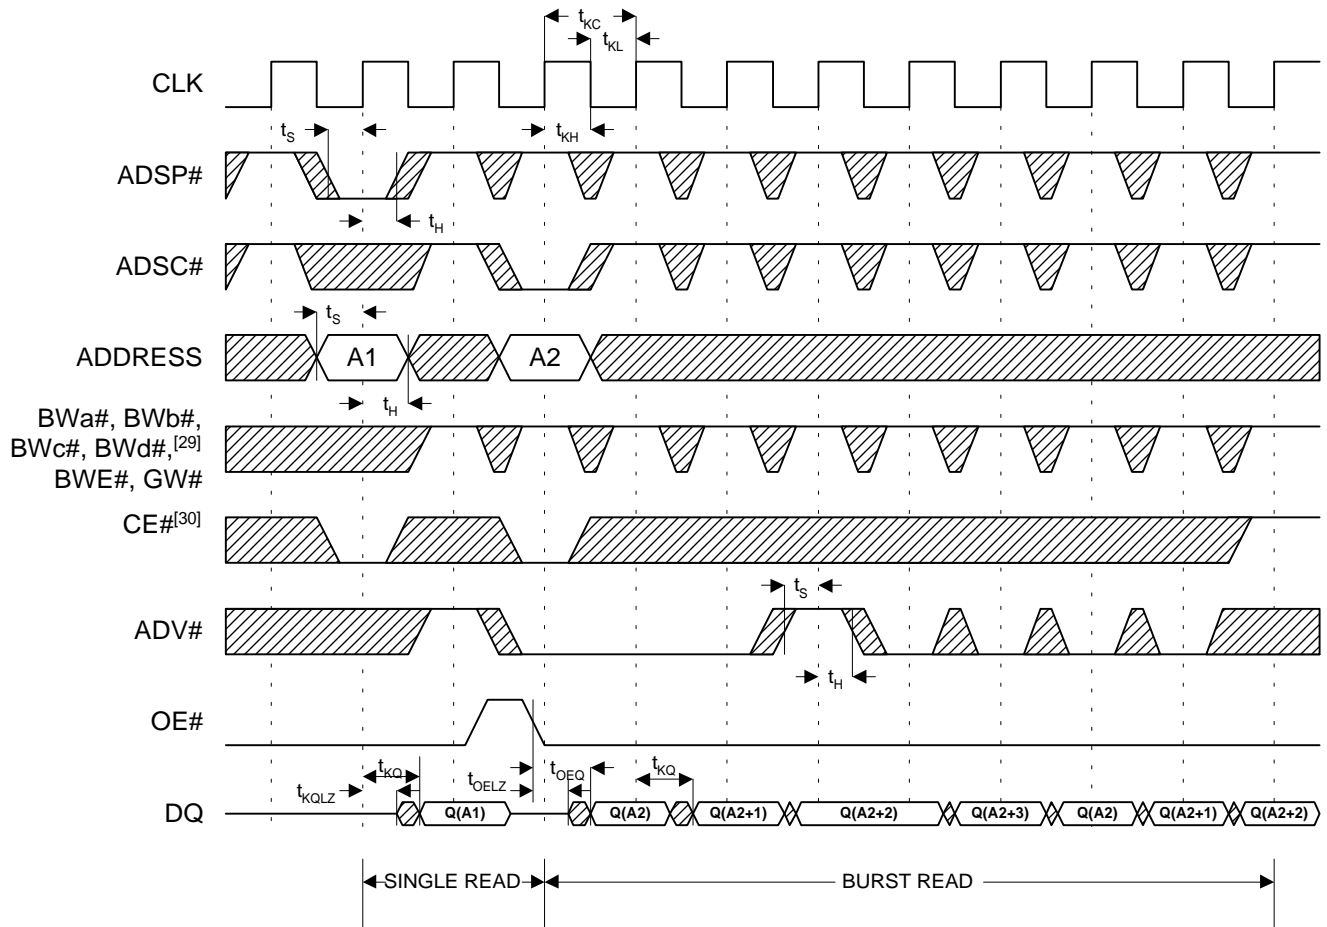 tKC
tKL
CLK
tS
tKH
ADSP#
tH
ADSC#
tS
ADDRESS
A1
A2
tH
BWa#, BWb#,
BWc#, BWd#,[29]
BWE#, GW#
CE#[30]
tS
ADV#
tH
OE#
tKQ
tOELZ
tOEQ
tKQ
tKQLZ
DQ
Q(A1)
Q(A2)
Q(A2+1)
Q(A2+2)
Q(A2+3)
Q(A2)
Q(A2+1)
Q(A2+2)
SINGLE READ
BURST READ